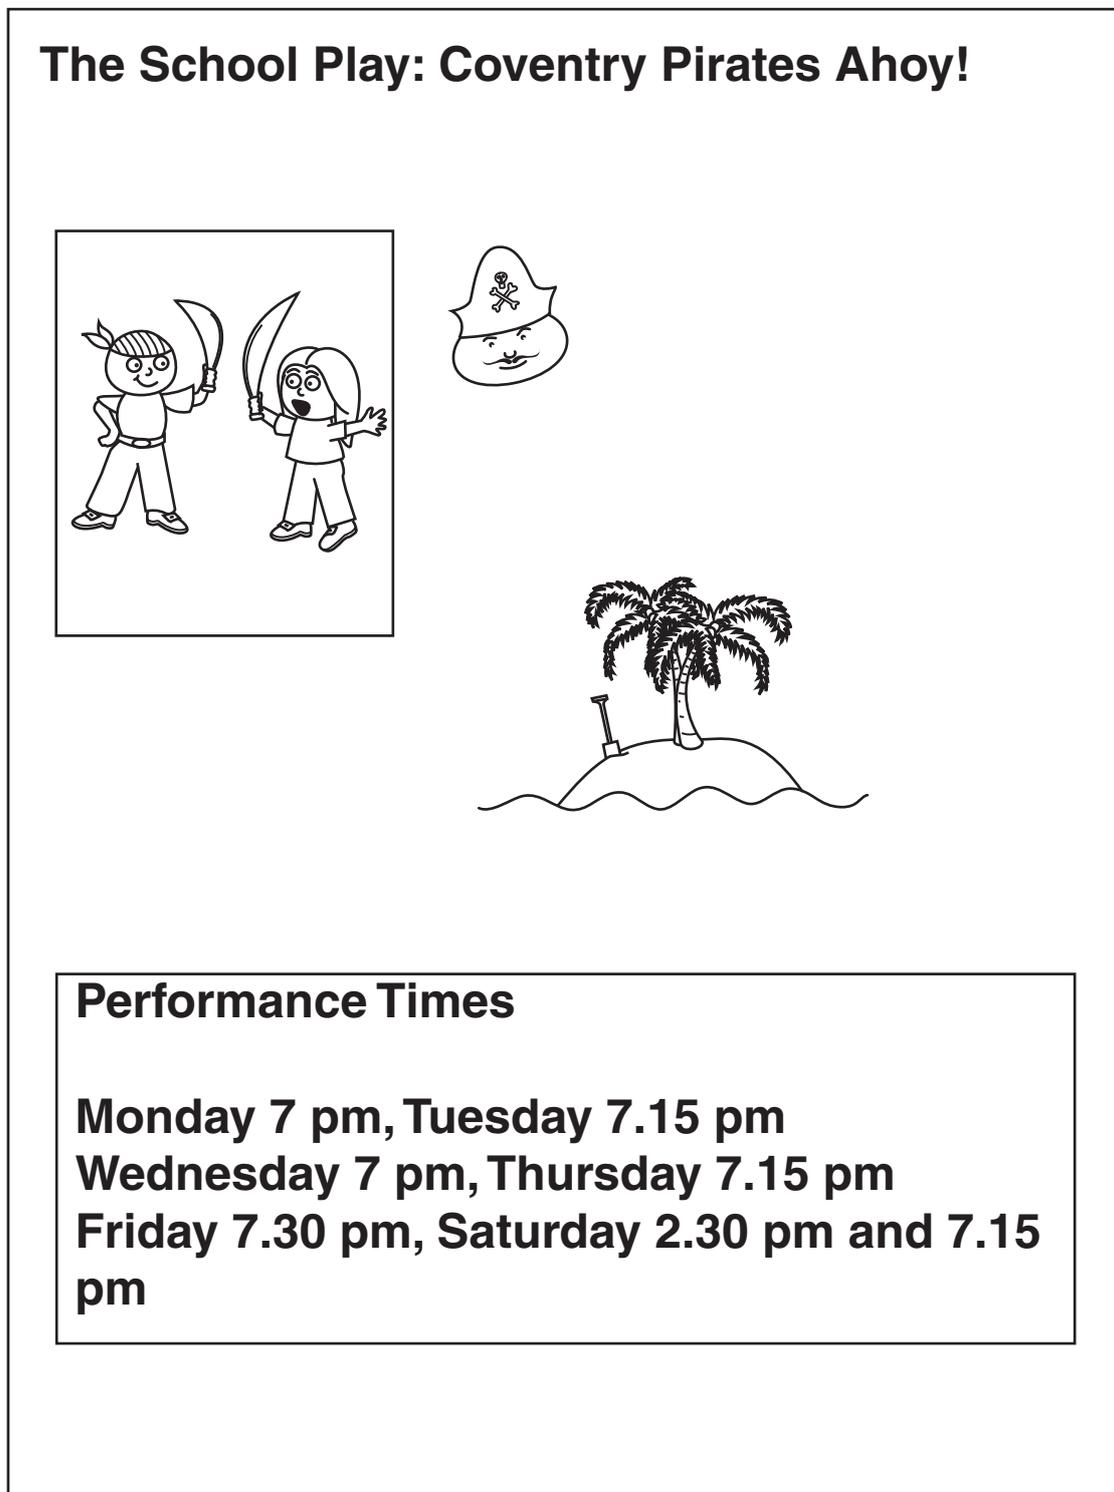 The School Play: Coventry Pirates Ahoy!
Performance Times
Monday 7 pm, Tuesday 7.15 pm
Wednesday 7 pm, Thursday 7.15 pm
Friday 7.30 pm, Saturday 2.30 pm and 7.15
pm